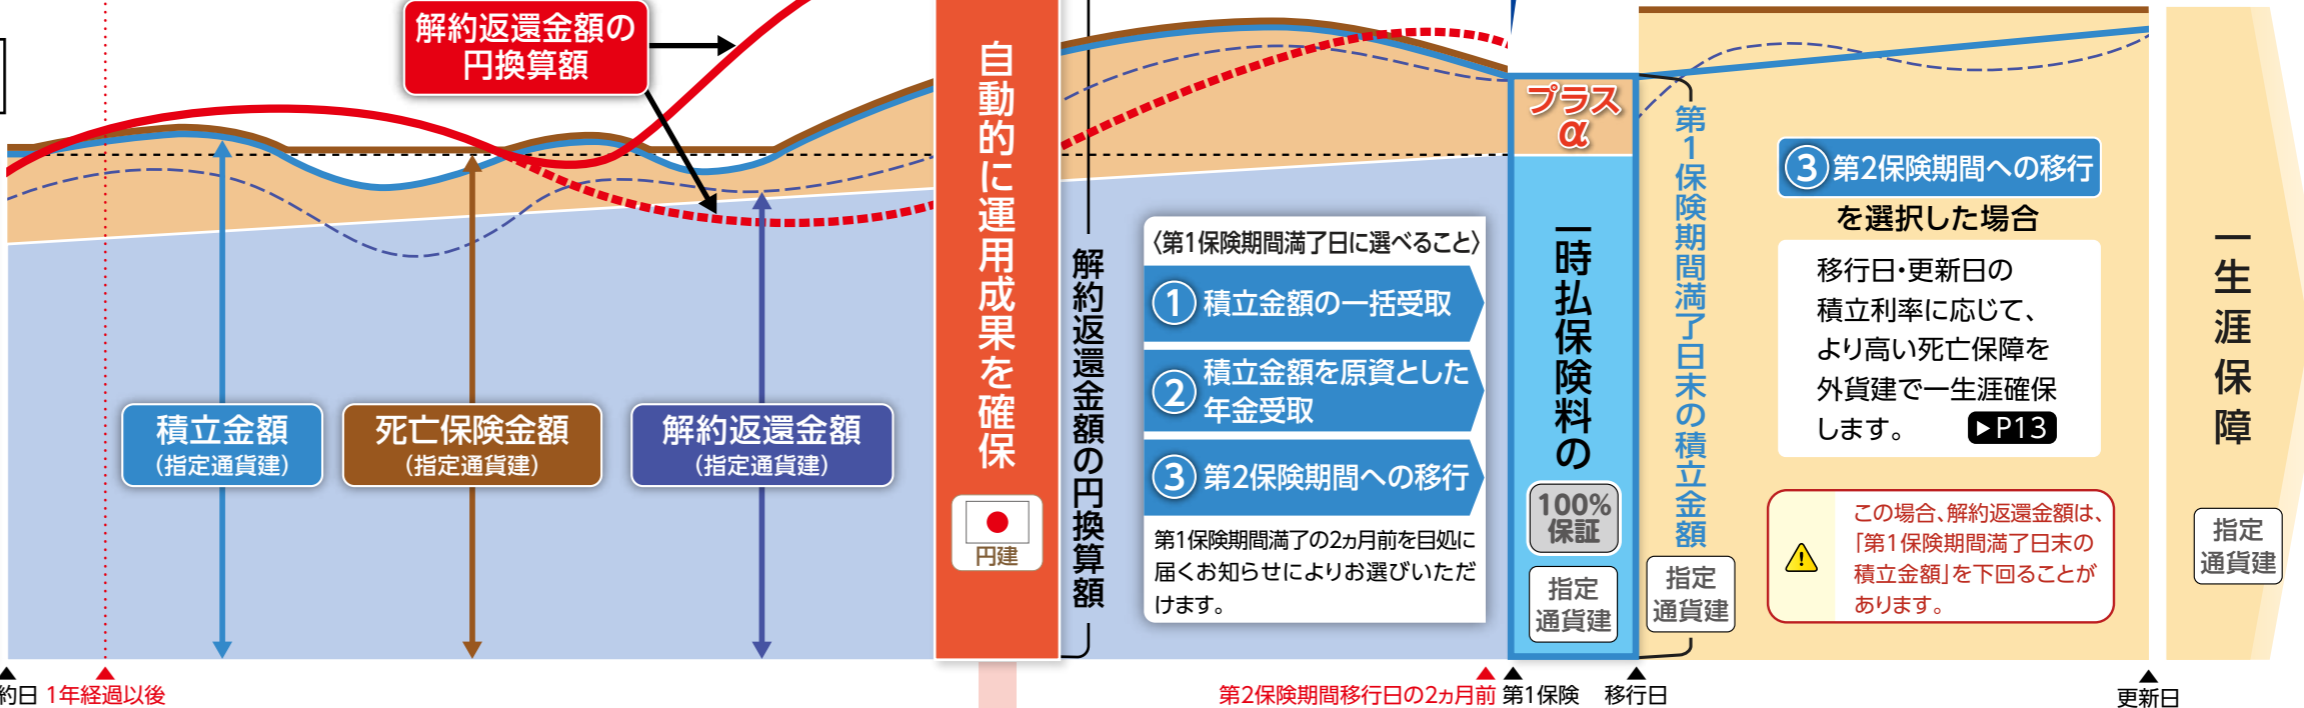 解約返還金額の
円換算額
自動的に運用成果を確保
円建
解約返還金額の円換算額
積立金額
(指定通貨建)
死亡保険金額
(指定通貨建)
解約返還金額
(指定通貨建)
〈第1保険期間満了日に選べること〉
① 積立金額の一括受取
② 積立金額を原資とした
年金受取
③ 第2保険期間への移行
第1保険期間満了の2ヵ月前を目処に
届くお知らせによりお選びいただ
けます。
プラス
α
一時払保険料の
100%
保証
指定
通貨建
第1保険期間満了日末の積立金額
指定
通貨建
③ 第2保険期間への移行
を選択した場合
移行日・更新日の
積立利率に応じて、
より高い死亡保障を
外貨建で一生涯確保
します。 ▶P13
この場合、解約返還金額は、
「第1保険期間満了日末の
積立金額」を下回ることが
あります。
一生涯保障
指定
通貨建
約日 1年経過以後
第2保険期間移行日の2ヵ月前 第1保険 移行日
更新日